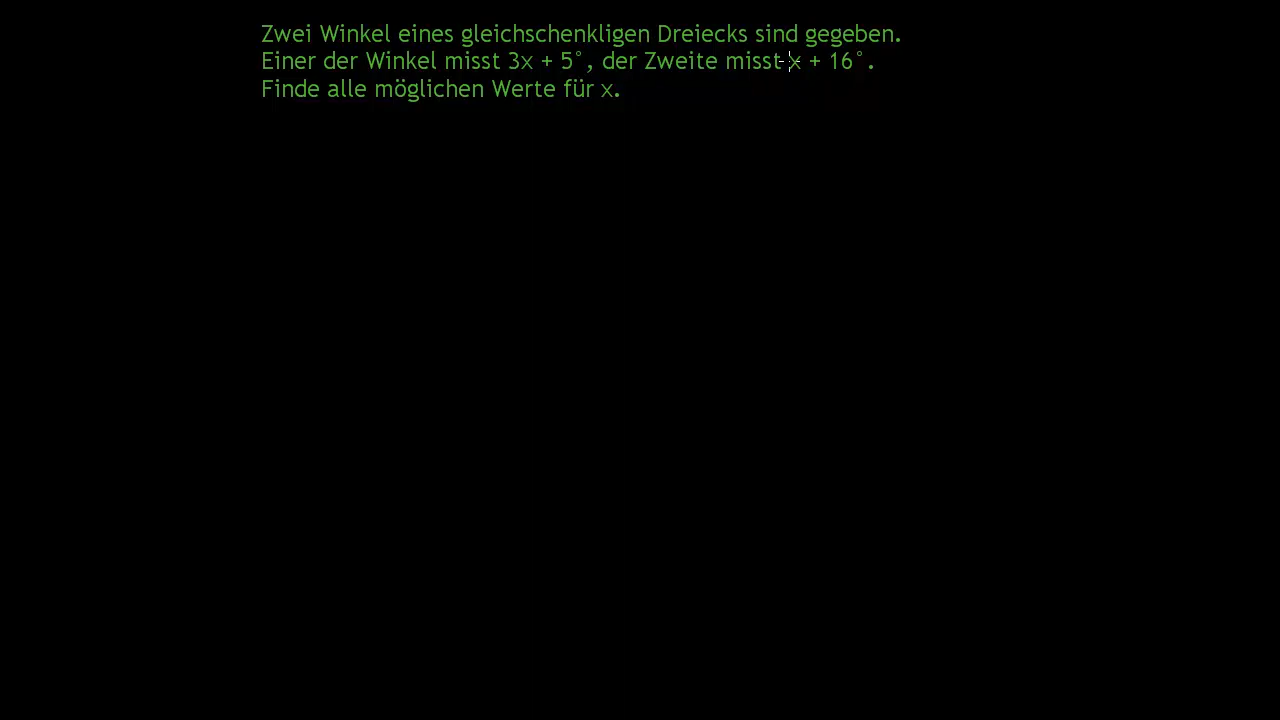 Zwei Winkel eines gleichschenkligen Dreiecks sind gegeben.
Einer der Winkel misst 3x + 5°, der Zweite misst x + 16°.
Finde alle möglichen Werte für x.